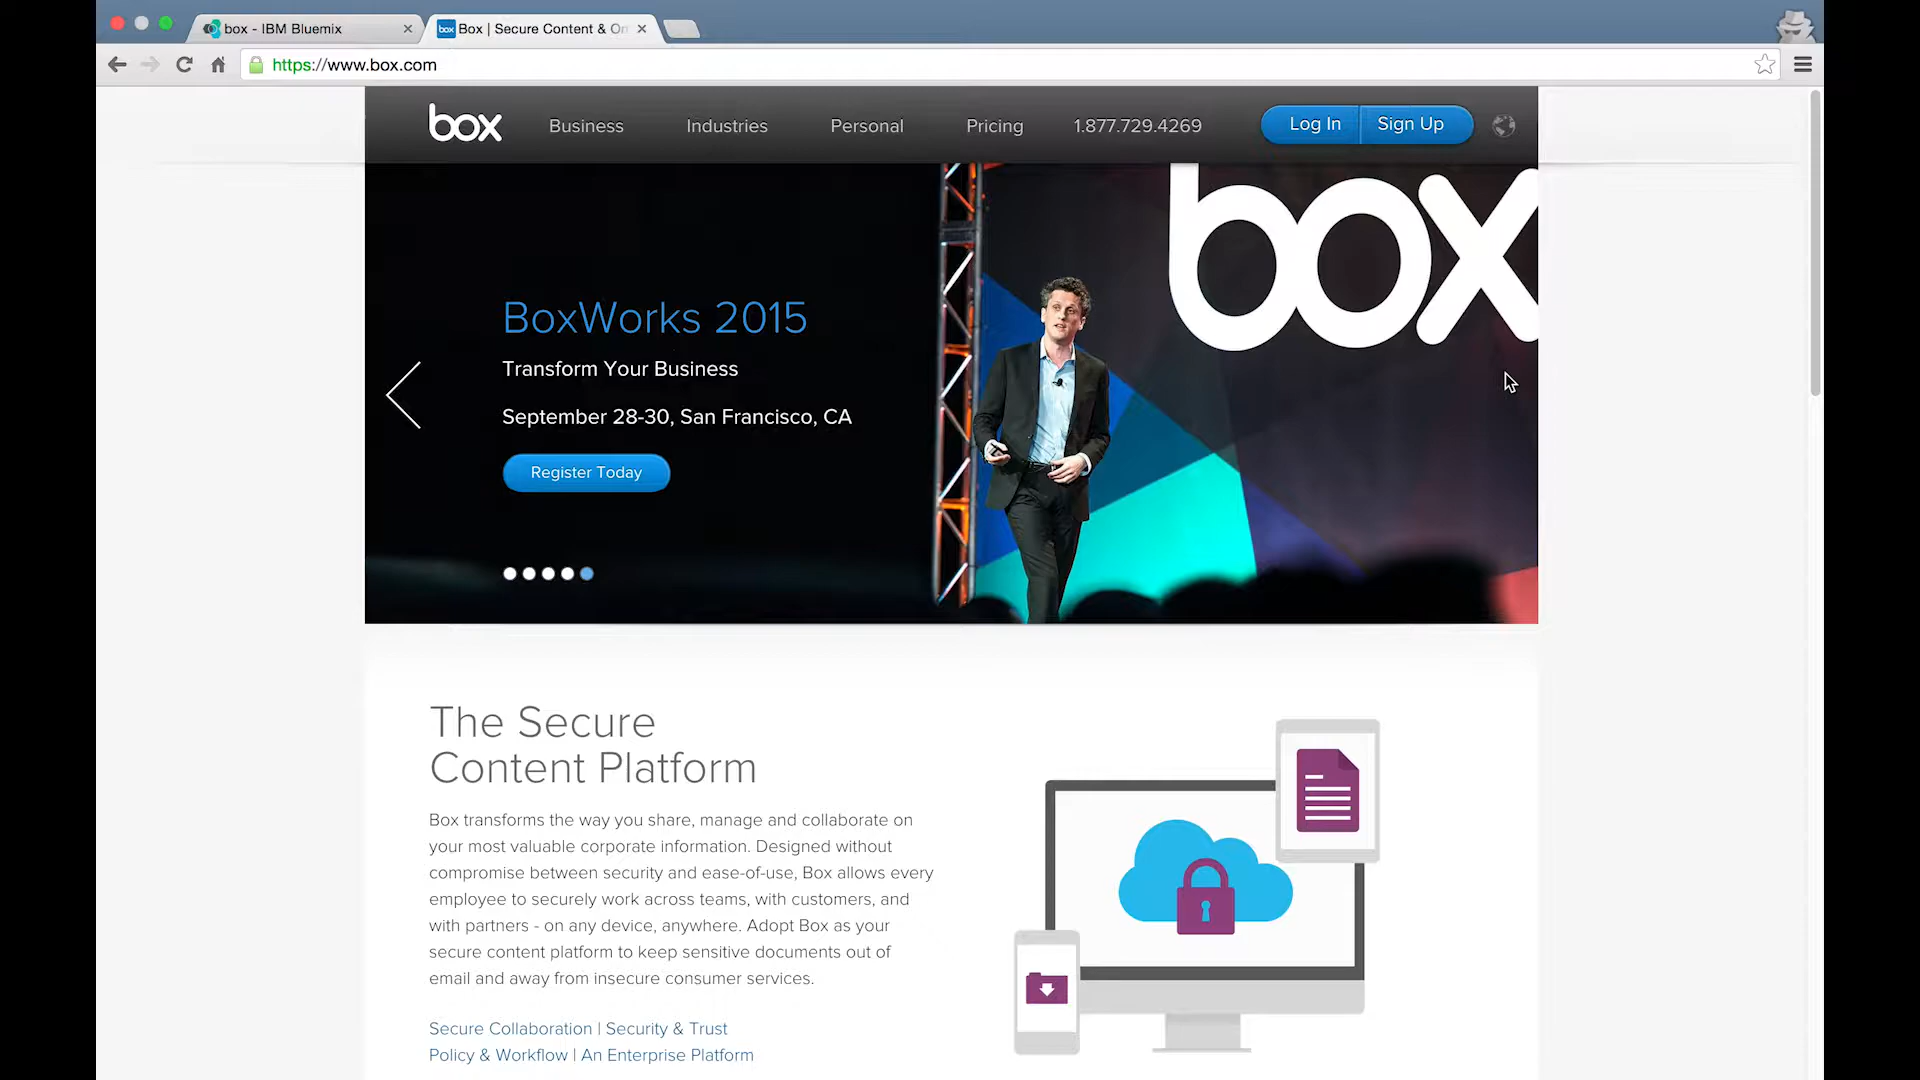 box - IBM Bluemix
box Box | Secure Content & On
https://www.box.com
box
Business
Industries
Personal
Pricing
1.877.729.4269
Log In
Sign Up
box
BoxWorks 2015
Transform Your Business
September 28-30, San Francisco, CA
Register Today
The Secure
Content Platform
Box transforms the way you share, manage and collaborate on
your most valuable corporate information. Designed without
compromise between security and ease-of-use, Box allows every
employee to securely work across teams, with customers, and
with partners - on any device, anywhere. Adopt Box as your
secure content platform to keep sensitive documents out of
email and away from insecure consumer services.
Secure Collaboration | Security & Trust
Policy & Workflow | An Enterprise Platform